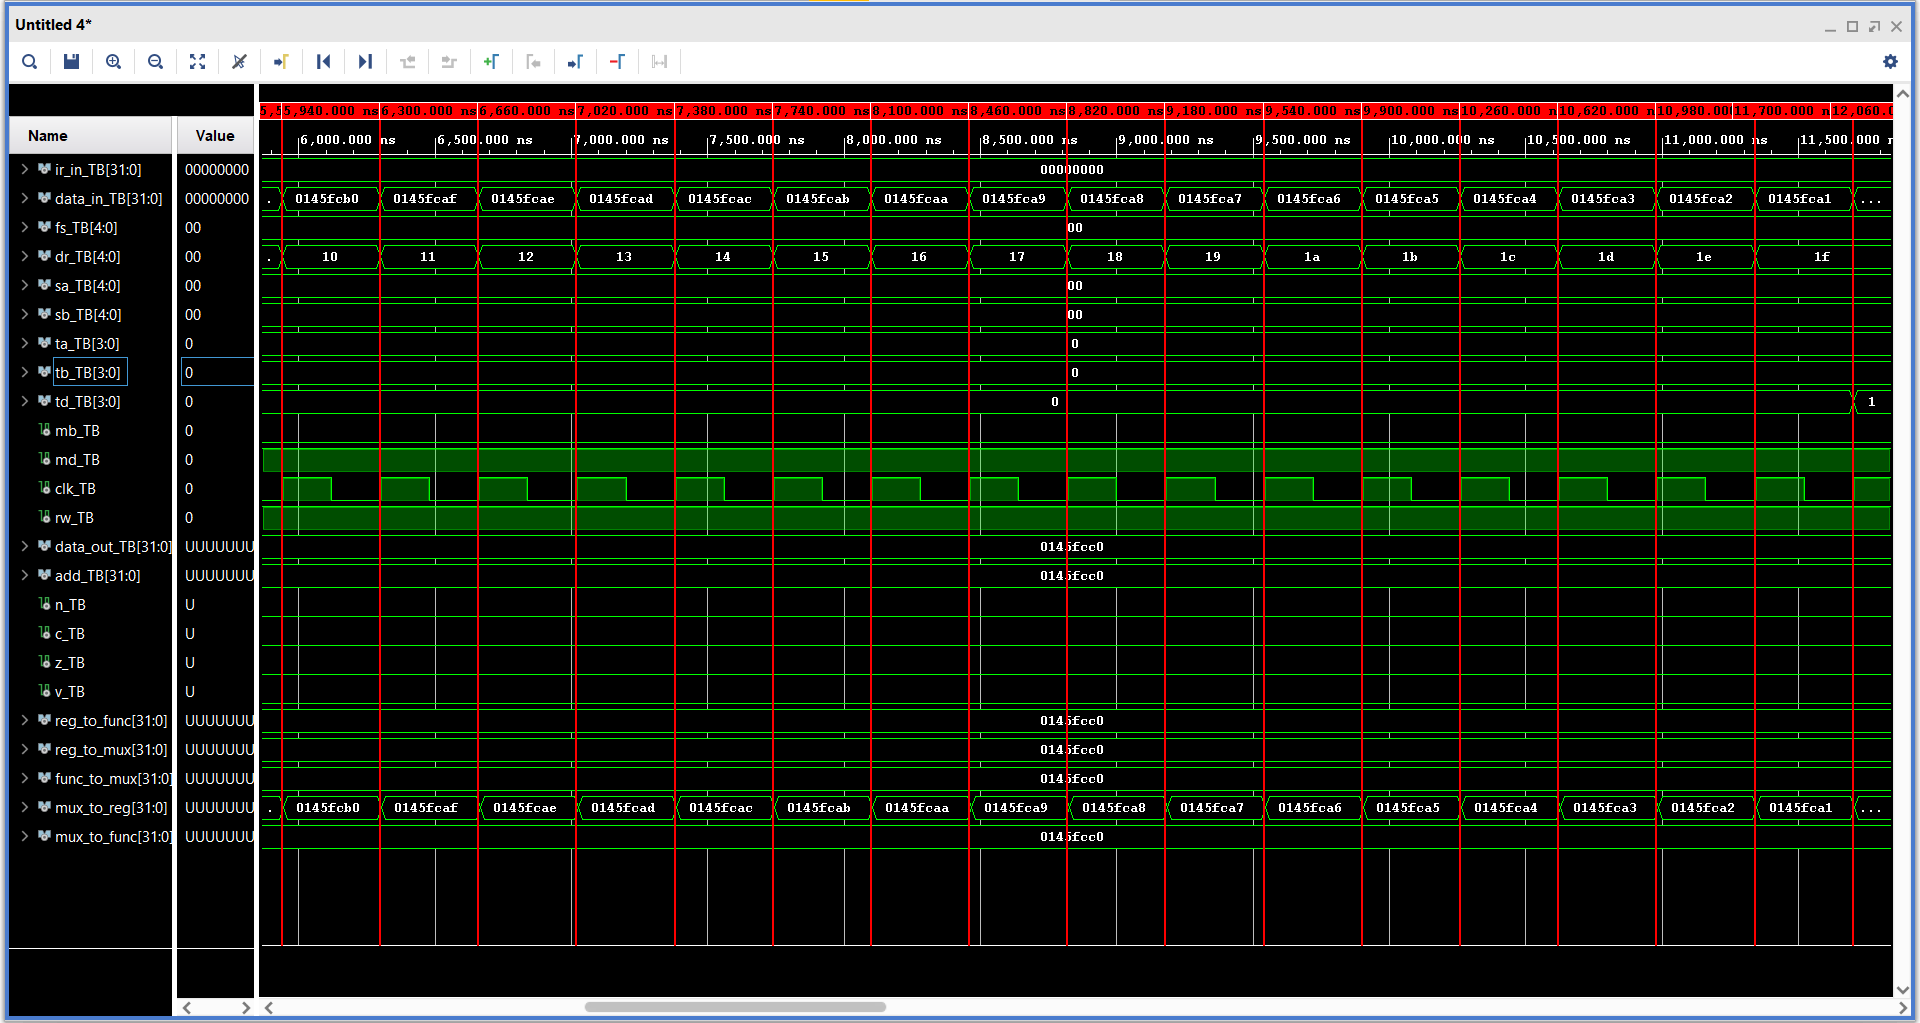 Untitled 4*
5,5 5,940.000 ns 6,300.000 ns 6,660.000 ns 7,020.000 ns 7,380.000 ns 7,740.000 ns 8,100.000 ns 8,460.000 ns 8,820.000 ns 9,180.000 ns 9,540.000 ns 9,900.000 ns 10,260.000 n 10,620.000 n 10,980.000 n 11,700.000 n 12,060.0
Name Value 6,000.000 ns 6,500.000 ns 7,000.000 ns 7,500.000 ns 8,000.000 ns 8,500.000 ns 9,000.000 ns 9,500.000 ns 10,000.000 ns 10,500.000 ns 11,000.000 ns 11,500.000 n
ir_in_TB[31:0] 00000000 00000000
data_in_TB[31:0] 00000000 . 0145fcb0 0145fcaf 0145fcae 0145fcad 0145fcac 0145fcab 0145fcaa 0145fca9 0145fca8 0145fca7 0145fca6 0145fca5 0145fca4 0145fca3 0145fca2 0145fca1 ...
fs_TB[4:0] 00 00
dr_TB[4:0] 00 . 10 11 12 13 14 15 16 17 18 19 1a 1b 1c 1d 1e 1f
sa_TB[4:0] 00 00
sb_TB[4:0] 00 00
ta_TB[3:0] 0 0
tb_TB[3:0] 0 0
td_TB[3:0] 0 0 1
mb_TB 0
md_TB 0
clk_TB 0
rw_TB 0
data_out_TB[31:0] UUUUUUU 0145fcc0
add_TB[31:0] UUUUUUU 0145fcc0
n_TB U
c_TB U
z_TB U
v_TB U
reg_to_func[31:0] UUUUUUU 0145fcc0
reg_to_mux[31:0] UUUUUUU 0145fcc0
func_to_mux[31:0] UUUUUUU 0145fcc0
mux_to_reg[31:0] UUUUUUU . 0145fcb0 0145fcaf 0145fcae 0145fcad 0145fcac 0145fcab 0145fcaa 0145fca9 0145fca8 0145fca7 0145fca6 0145fca5 0145fca4 0145fca3 0145fca2 0145fca1 ...
mux_to_func[31:0] UUUUUUU 0145fcc0